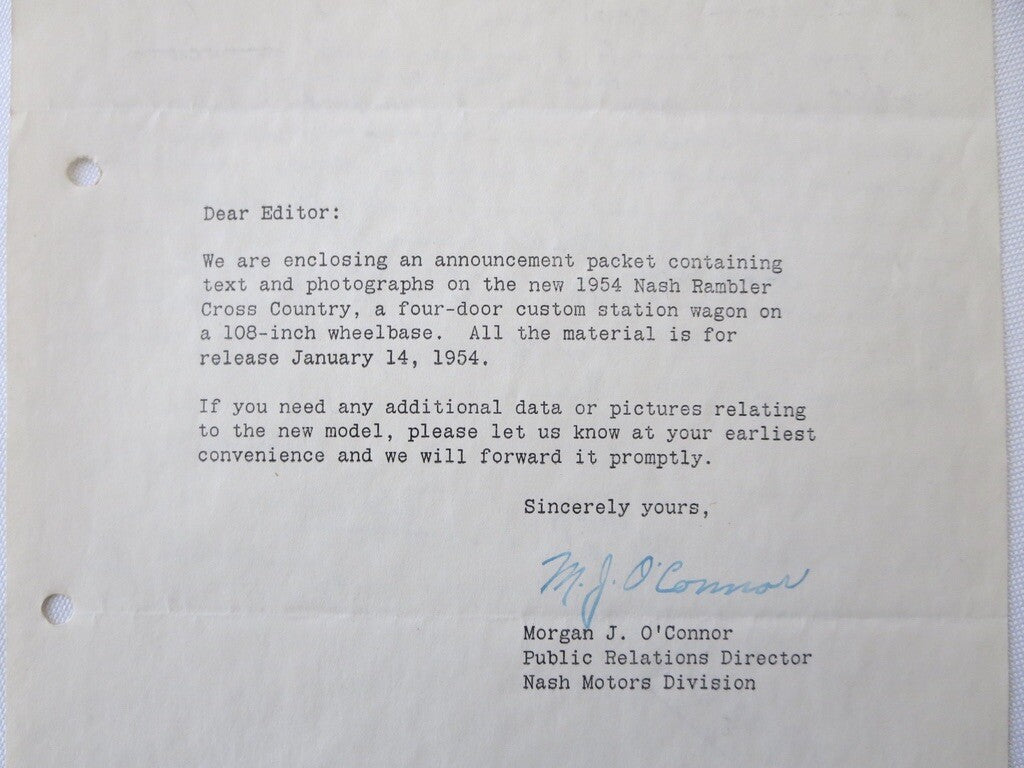 Dear Editor:
We are enclosing an announcement packet containing
text and photographs on the new 1954 Nash Rambler
Cross Country, a four-door custom station wagon on
a 108-inch wheelbase.  All the material is for
release January 14, 1954.
If you need any additional data or pictures relating
to the new model, please let us know at your earliest
convenience and we will forward it promptly.
Sincerely yours,
M. J. O'Connor
Morgan J. O'Connor
Public Relations Director
Nash Motors Division